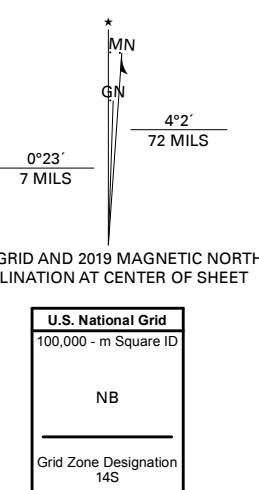 ★
MN
GN
4°2´
72 MILS
0°23´
7 MILS
GRID AND 2019 MAGNETIC NORTH
LINATION AT CENTER OF SHEET
U.S. National Grid
100,000 - m Square ID
NB
Grid Zone Designation
14S